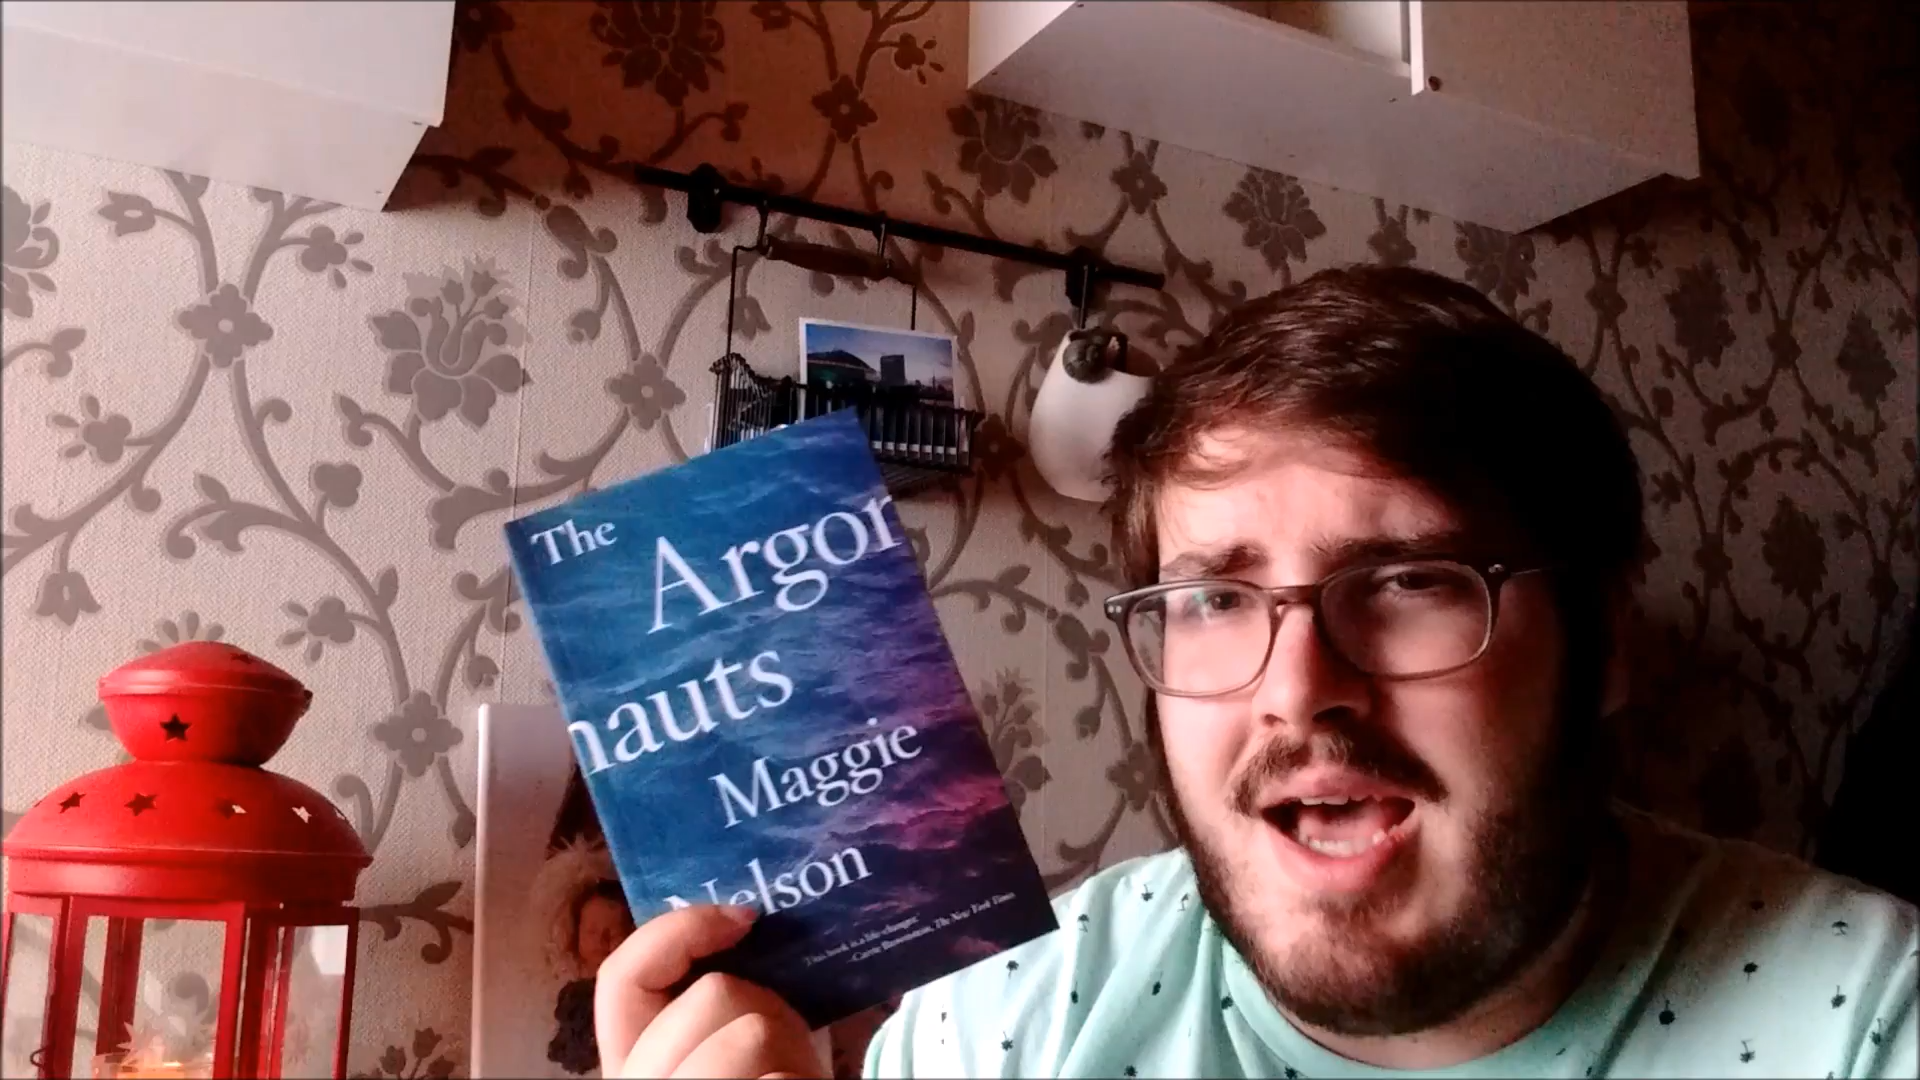 The
Argon
nauts
Maggie
Nelson
'This book is a life-changer.'
—Carrie Brownstein, The New York Times